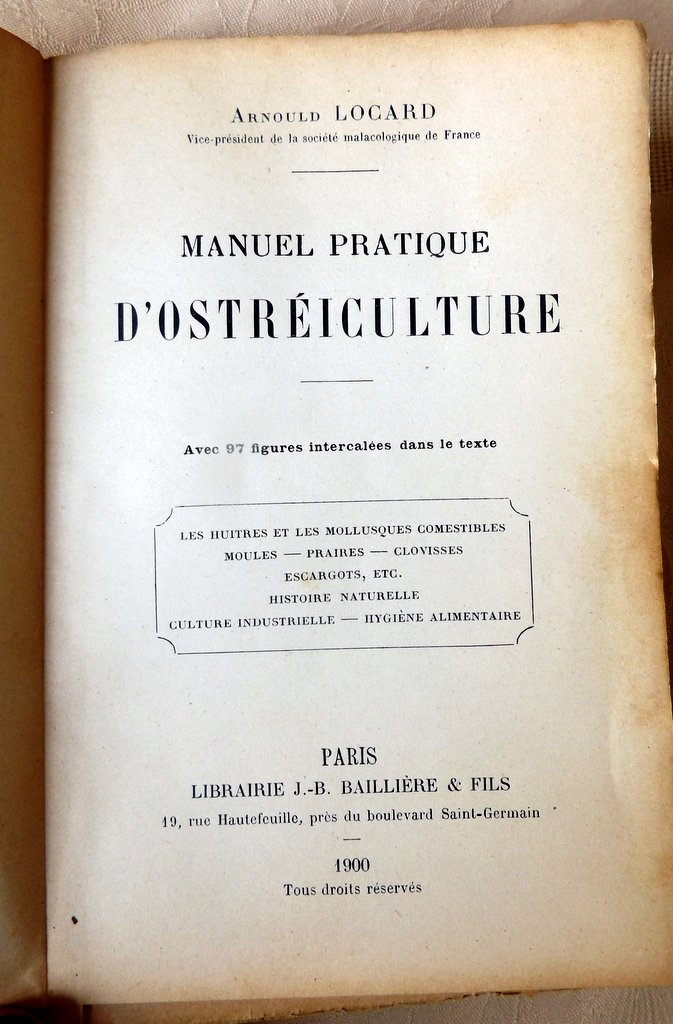 Arnould LOCARD
Vice-président de la société malacologique de France
MANUEL PRATIQUE
D'OSTRÉICULTURE
Avec 97 figures intercalées dans le texte
LES HUITRES ET LES MOLLUSQUES COMESTIBLES
MOULES — PRAIRES — CLOVISSES
ESCARGOTS, ETC.
HISTOIRE NATURELLE
CULTURE INDUSTRIELLE — HYGIÈNE ALIMENTAIRE
PARIS
LIBRAIRIE J.-B. BAILLIÈRE & FILS
19, rue Hautefeuille, près du boulevard Saint-Germain
1900
Tous droits réservés